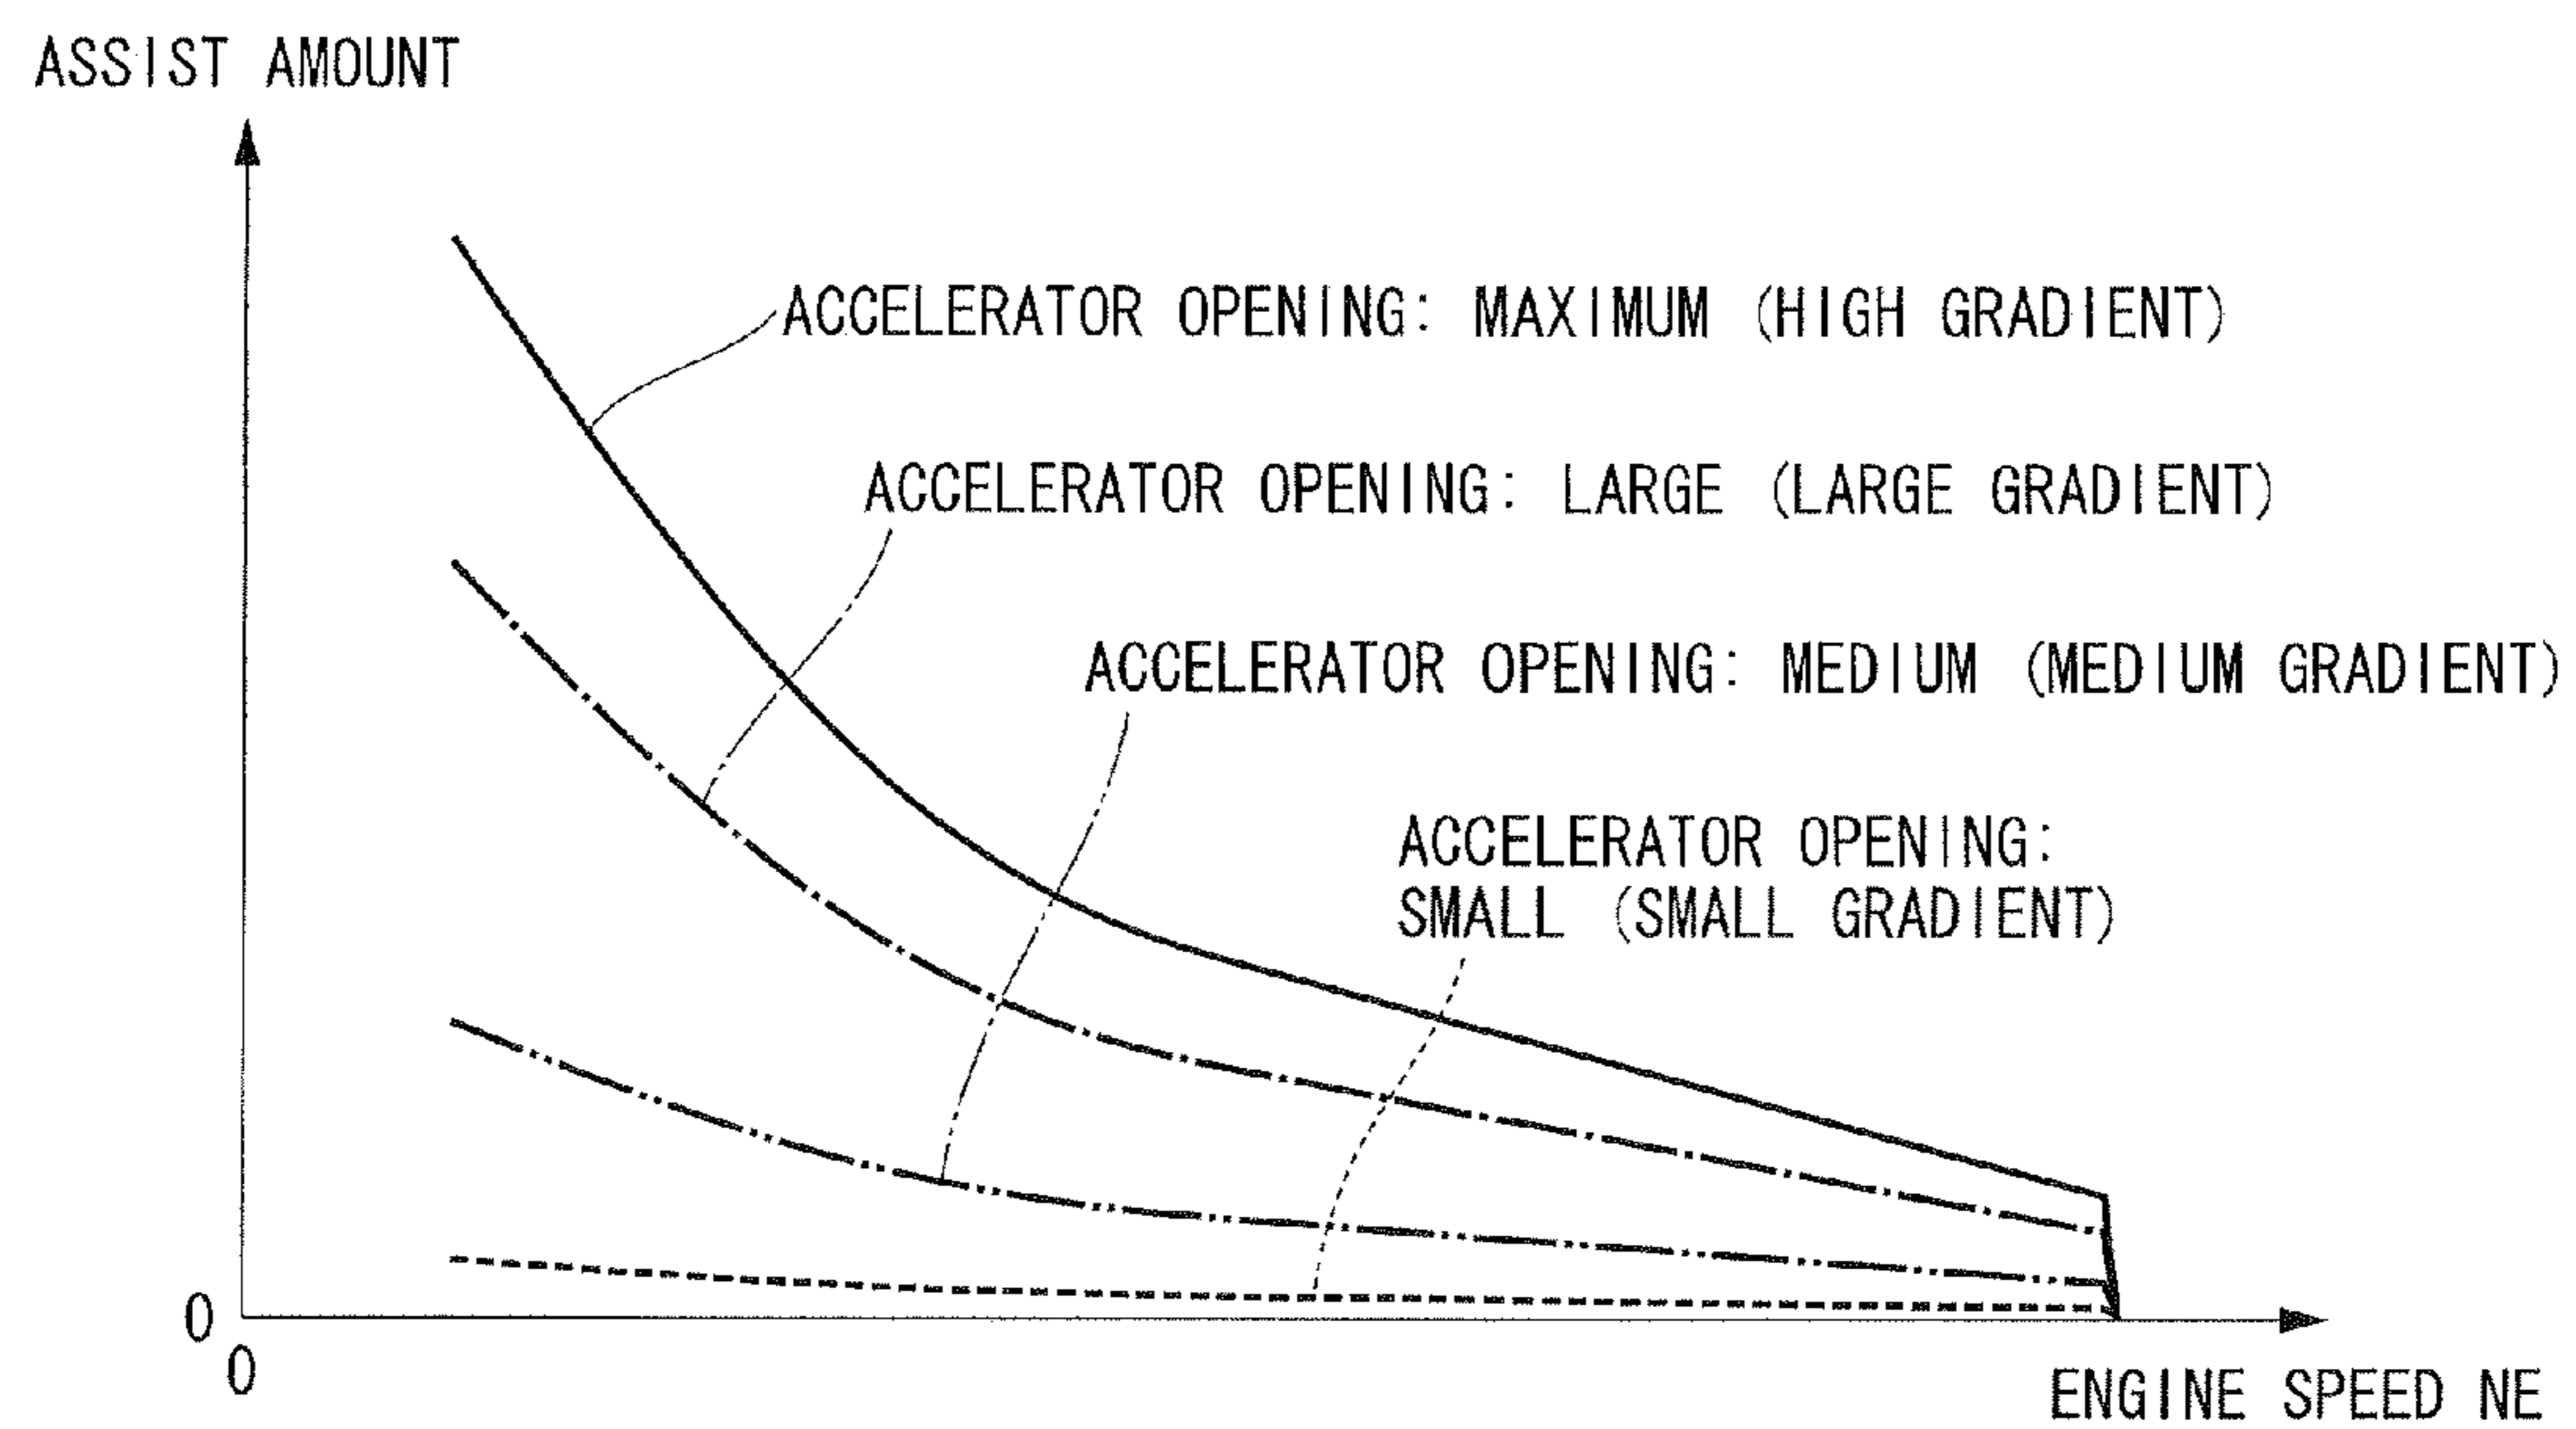 ASSIST AMOUNT
ACCELERATOR OPENING: MAXIMUM (HIGH GRADIENT)
ACCELERATOR OPENING: LARGE (LARGE GRADIENT)
ACCELERATOR OPENING: MEDIUM (MEDIUM GRADIENT)
ACCELERATOR OPENING:
SMALL (SMALL GRADIENT)
0
0
ENGINE SPEED NE